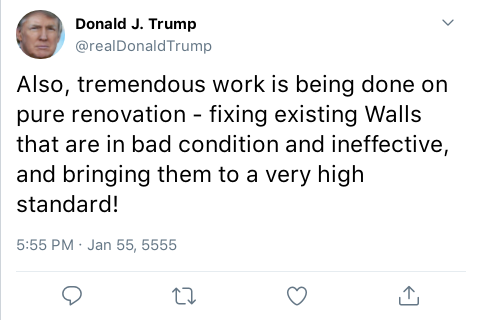 Donald J. Trump
@realDonaldTrump
Also, tremendous work is being done on
pure renovation - fixing existing Walls
that are in bad condition and ineffective,
and bringing them to a very high
standard!
5:55 PM · Jan 55, 5555